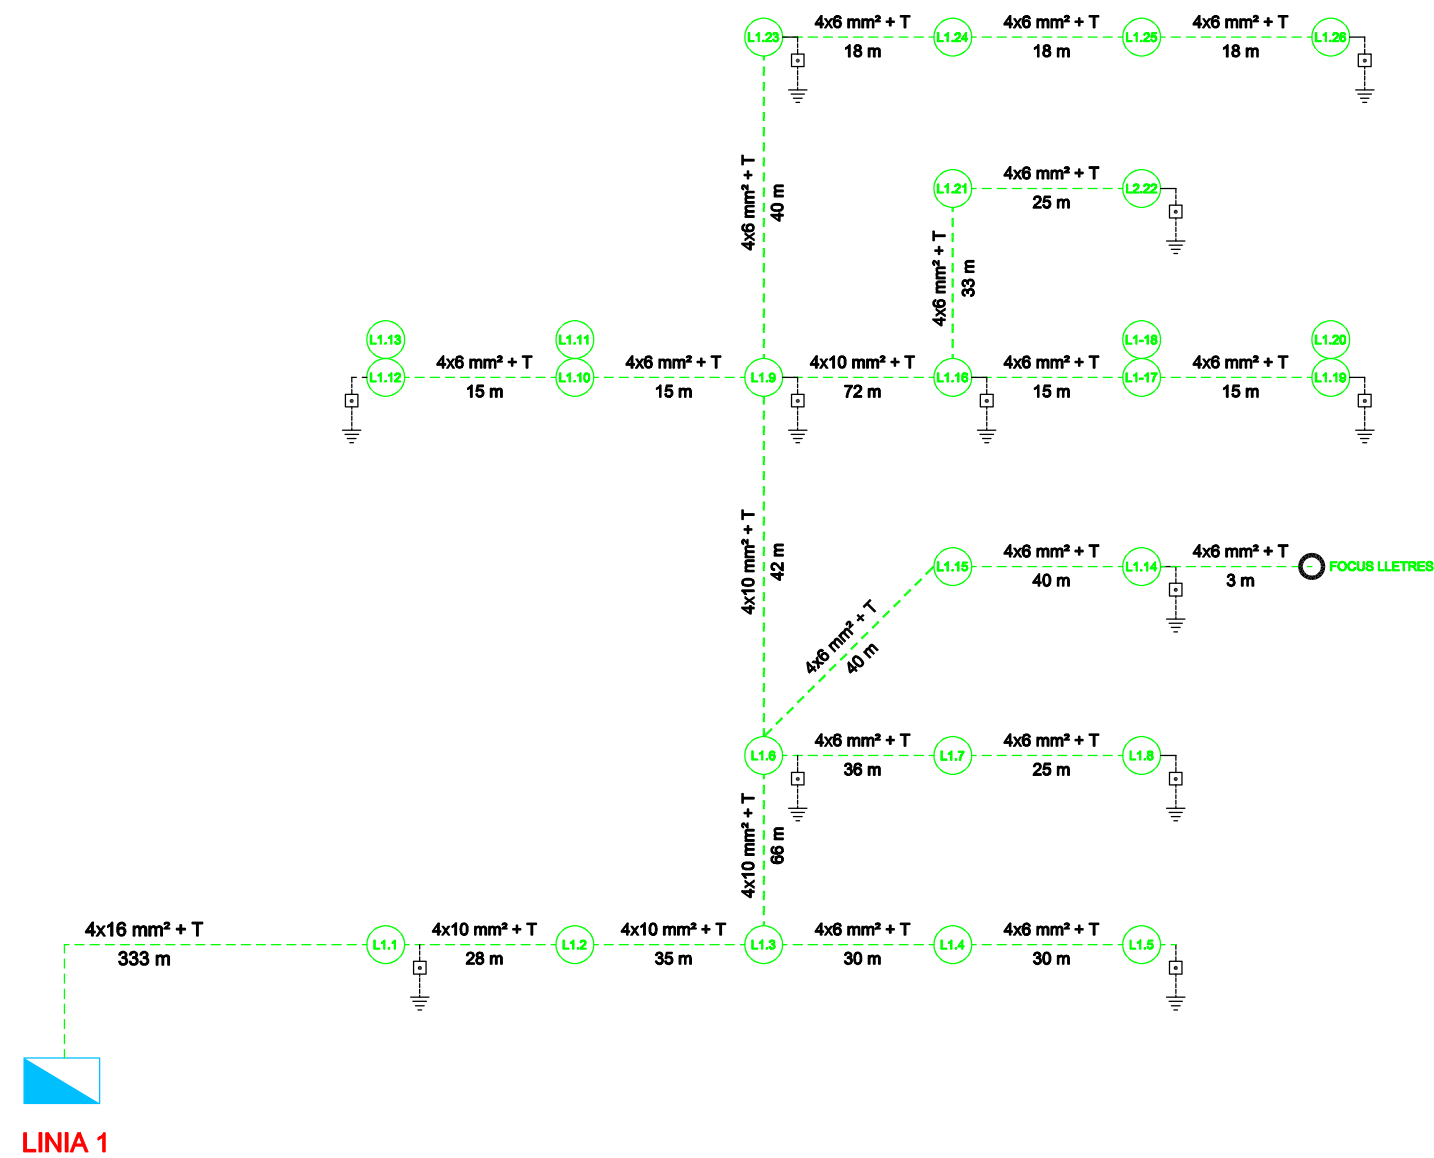 4x6 mm² + T 4x6 mm² + T 4x6 mm² + T
L1.23 L1.24 L1.25 L1.26
18 m 18 m 18 m
4x6 mm² + T
40 m
4x6 mm² + T
L1.21 L2.22
25 m
4x6 mm² + T
33 m
L1.13 L1.11 L1-18 L1.20
4x6 mm² + T 4x6 mm² + T 4x10 mm² + T 4x6 mm² + T 4x6 mm² + T
L1.12 L1.10 L1.9 L1.16 L1-17 L1.19
15 m 15 m 72 m 15 m 15 m
4x10 mm² + T
42 m
4x6 mm² + T 4x6 mm² + T
L1.15 L1.14 FOCUS LLETRES
40 m 3 m
4x6 mm² + T
40 m
4x6 mm² + T 4x6 mm² + T
L1.6 L1.7 L1.8
36 m 25 m
4x10 mm² + T
66 m
4x16 mm² + T 4x10 mm² + T 4x10 mm² + T 4x6 mm² + T 4x6 mm² + T
L1.1 L1.2 L1.3 L1.4 L1.5
333 m 28 m 35 m 30 m 30 m
LINIA 1